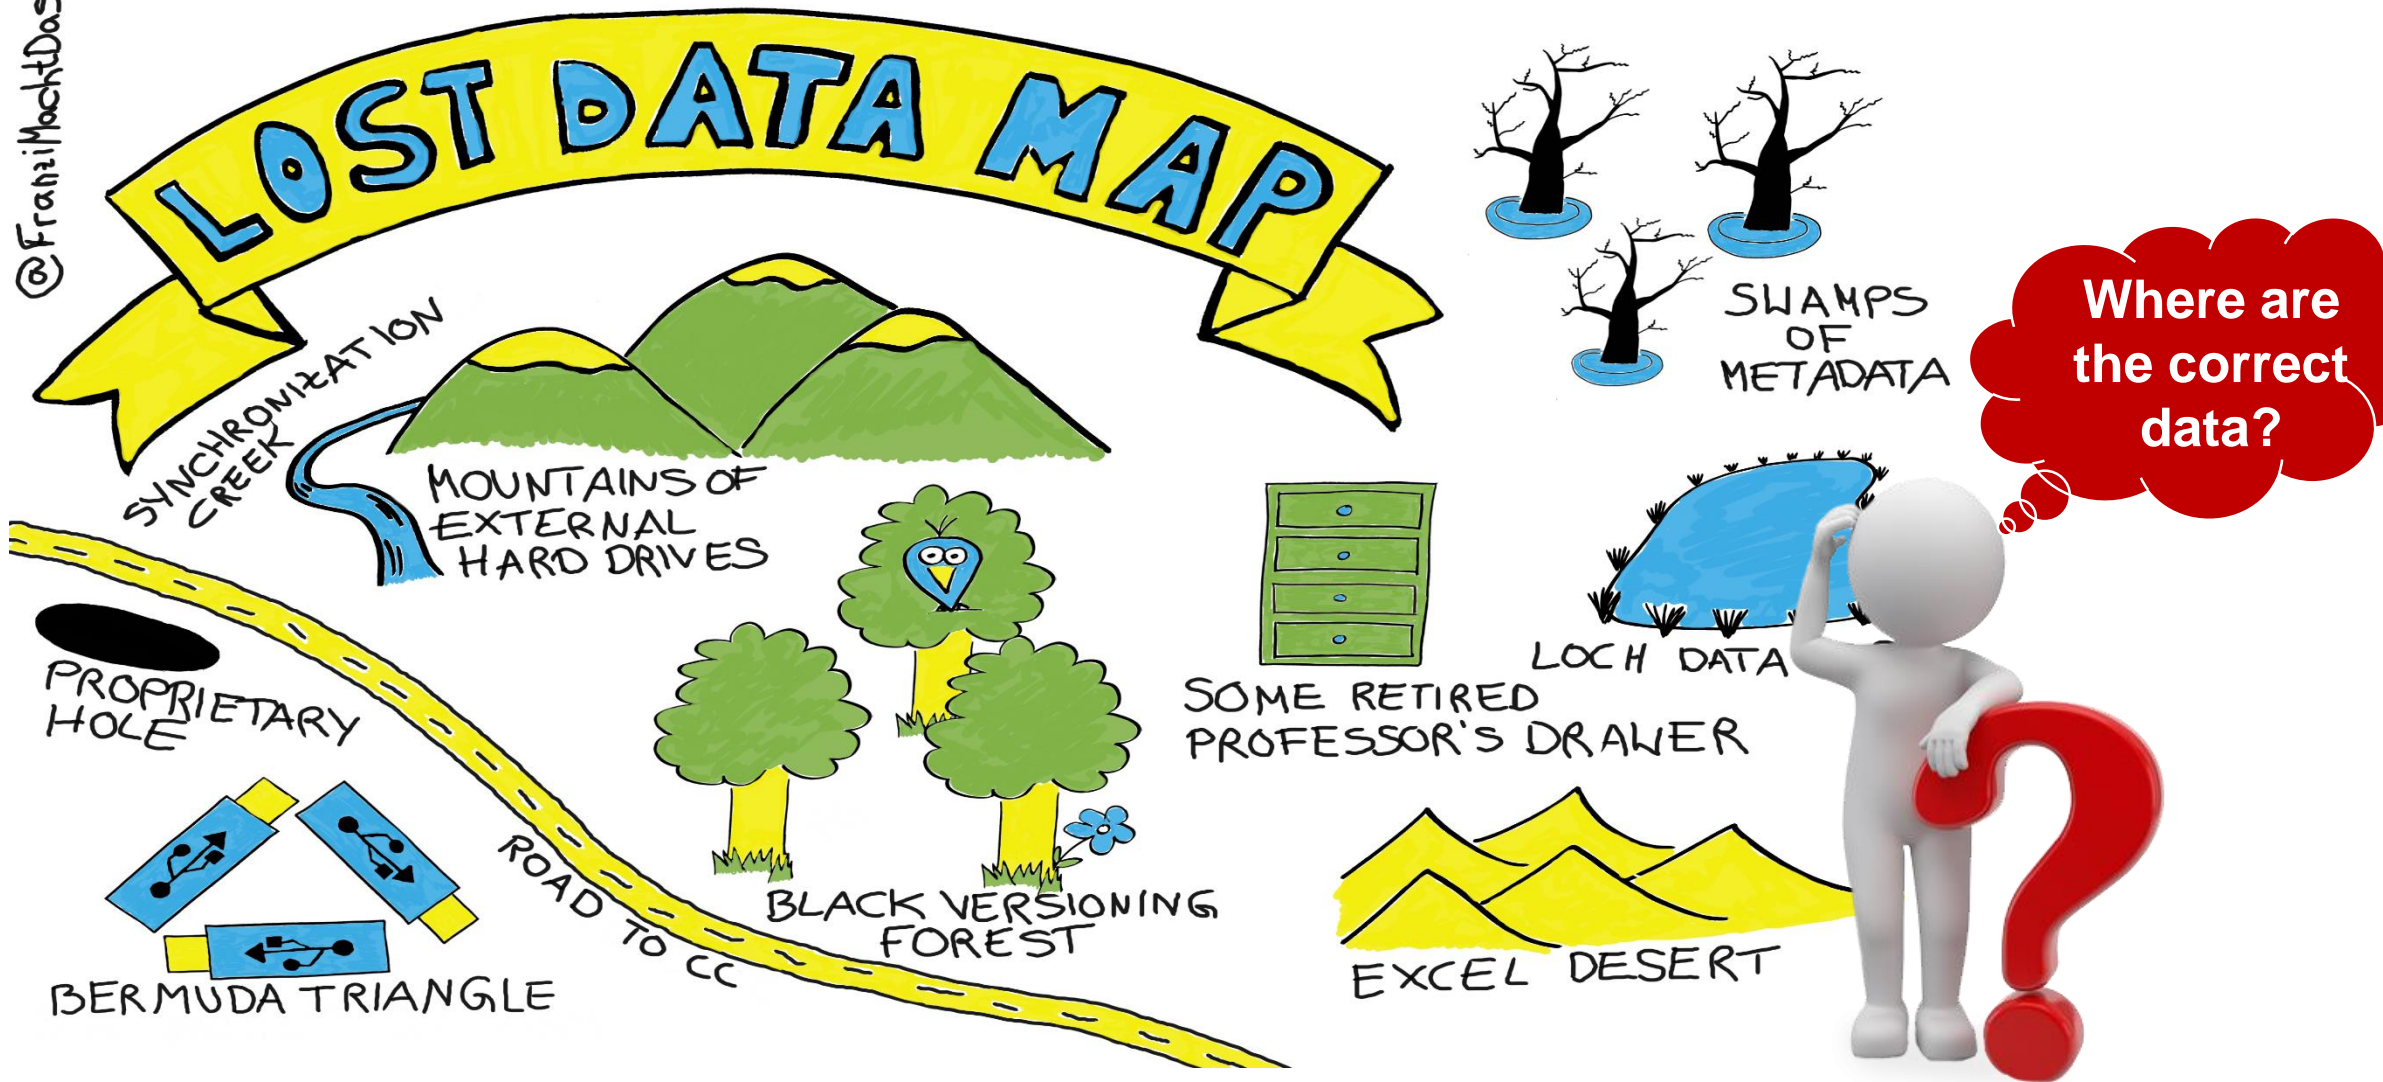 @FranziMachtDas
LOST DATA MAP
SWAMPS
OF
METADATA
Where are
the correct
data?
SYNCHRONIZATION
CREEK
MOUNTAINS OF
EXTERNAL
HARD DRIVES
LOCH DATA
PROPRIETARY
HOLE
SOME RETIRED
PROFESSOR'S DRAWER
ROAD TO CC
BLACK VERSIONING
FOREST
EXCEL DESERT
BERMUDA TRIANGLE